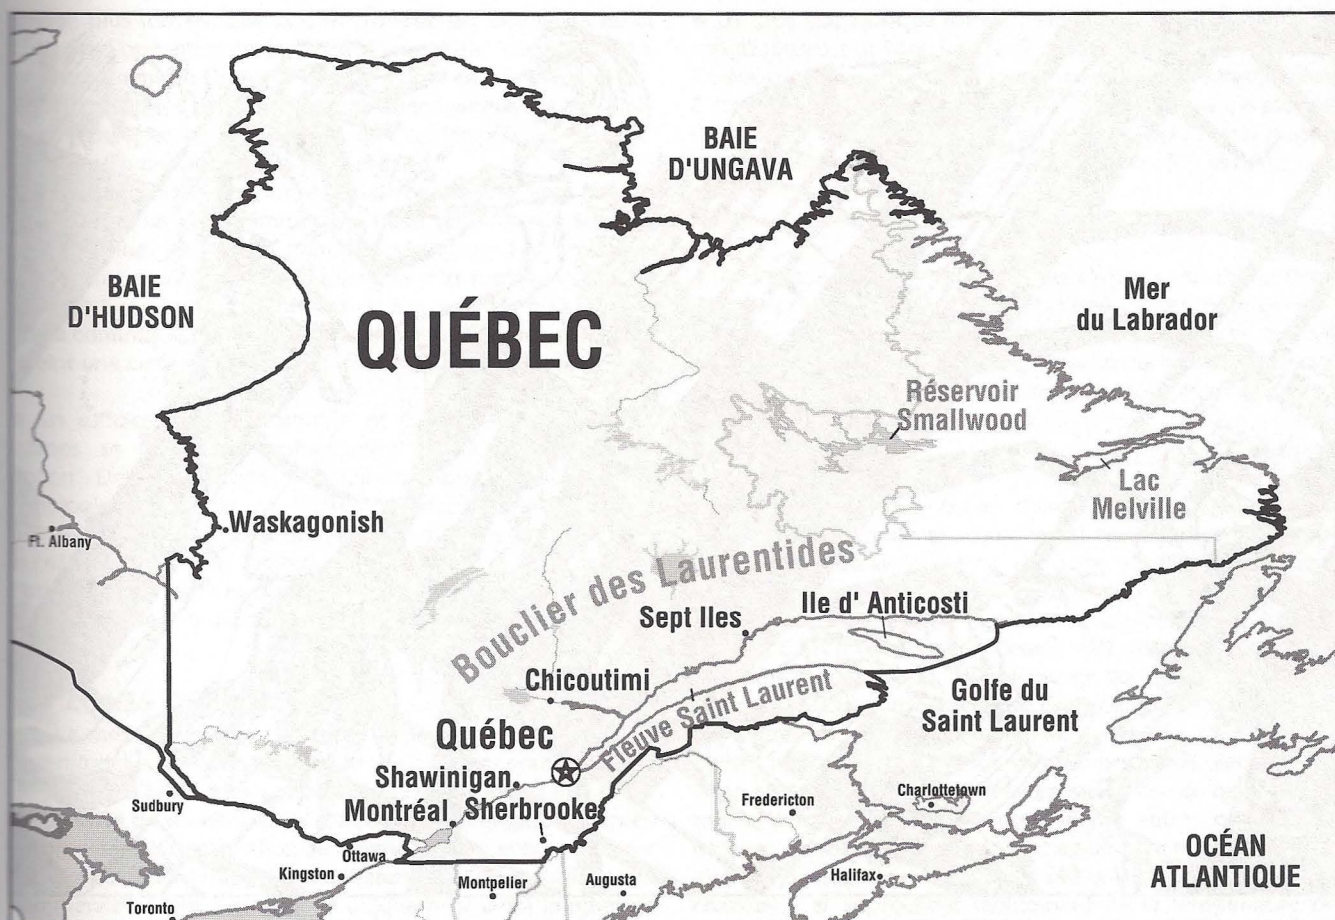 BAIE
D'UNGAVA
BAIE
D'HUDSON
QUÉBEC
Mer
du Labrador
Réservoir
Smallwood
Lac
Melville
Waskagonish
Ft. Albany
Bouclier des Laurentides
Sept Iles
Ile d' Anticosti
Chicoutimi
Fleuve Saint Laurent
Golfe du
Saint Laurent
Québec
Shawinigan
Montréal
Sherbrooke
Sudbury
Fredericton
Charlottetown
Ottawa
Kingston
Montpelier
Augusta
Halifax
OCÉAN
ATLANTIQUE
Toronto